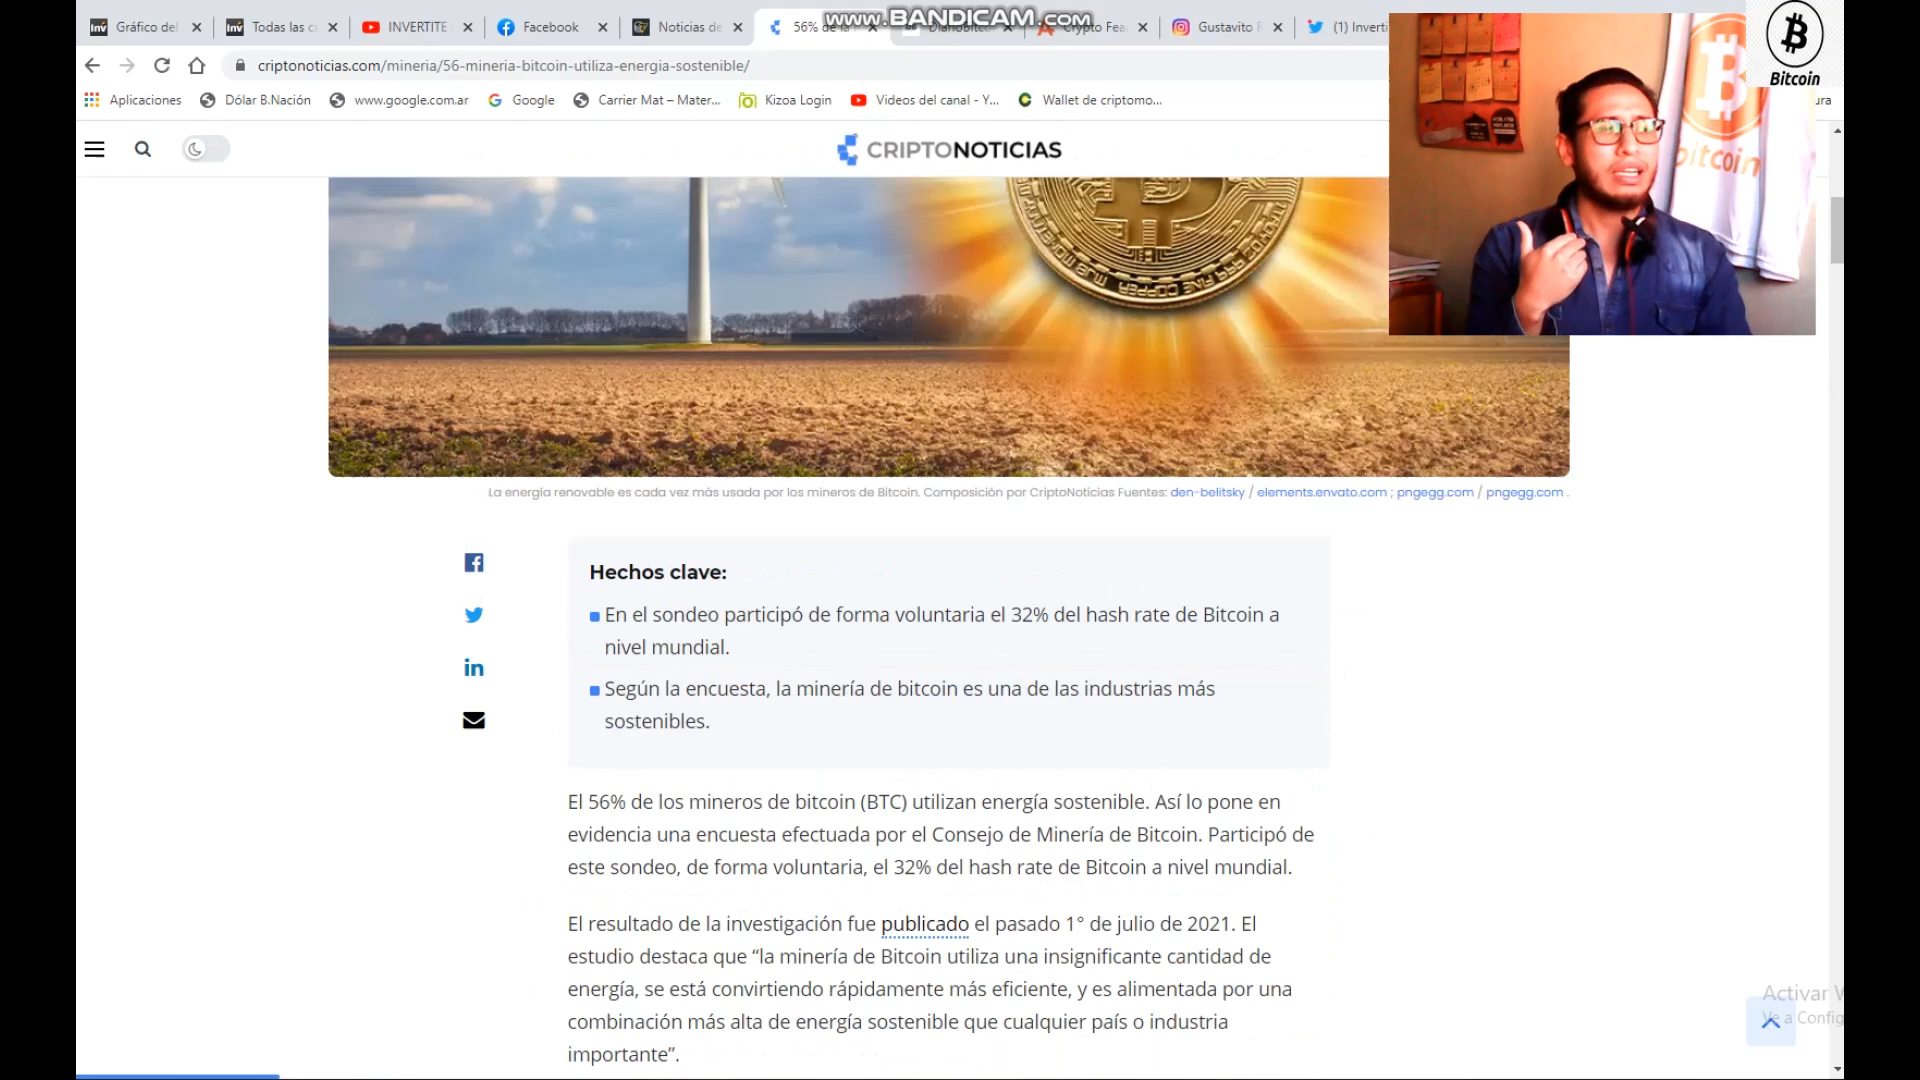 www.BANDICAM.com
Gráfico del
Todas las c
INVERTITE
Facebook
Noticias de
56% de la
DiarioBitco
Crypto Fea
Gustavito
(1) Inverti
criptonoticias.com/mineria/56-mineria-bitcoin-utiliza-energia-sostenible/
Aplicaciones
Dólar B.Nación
www.google.com.ar
Google
Carrier Mat – Mater...
Kizoa Login
Videos del canal - Y...
Wallet de criptomo...
ura
Bitcoin
bitcoin
CRIPTONOTICIAS
La energía renovable es cada vez más usada por los mineros de Bitcoin. Composición por CriptoNoticias Fuentes: den-belitsky / elements.envato.com ; pngegg.com / pngegg.com .
Hechos clave:
En el sondeo participó de forma voluntaria el 32% del hash rate de Bitcoin a
nivel mundial.
Según la encuesta, la minería de bitcoin es una de las industrias más
sostenibles.
El 56% de los mineros de bitcoin (BTC) utilizan energía sostenible. Así lo pone en
evidencia una encuesta efectuada por el Consejo de Minería de Bitcoin. Participó de
este sondeo, de forma voluntaria, el 32% del hash rate de Bitcoin a nivel mundial.
El resultado de la investigación fue publicado el pasado 1° de julio de 2021. El
estudio destaca que “la minería de Bitcoin utiliza una insignificante cantidad de
energía, se está convirtiendo rápidamente más eficiente, y es alimentada por una
combinación más alta de energía sostenible que cualquier país o industria
importante”.
Activar W
Ve a Config